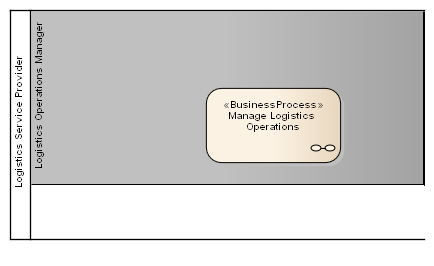 Logistics Service Provider
Logistics Operations Manager
«BusinessProcess»
Manage Logistics
Operations